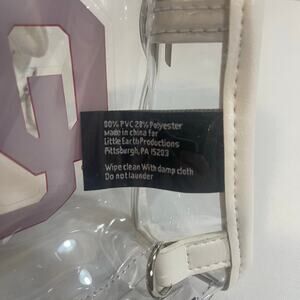 80% PVC 20% Polyester
Made in china for
Little Earth Productions
Pittsburgh, PA 15203
Wipe clean With damp cloth
Do not launder